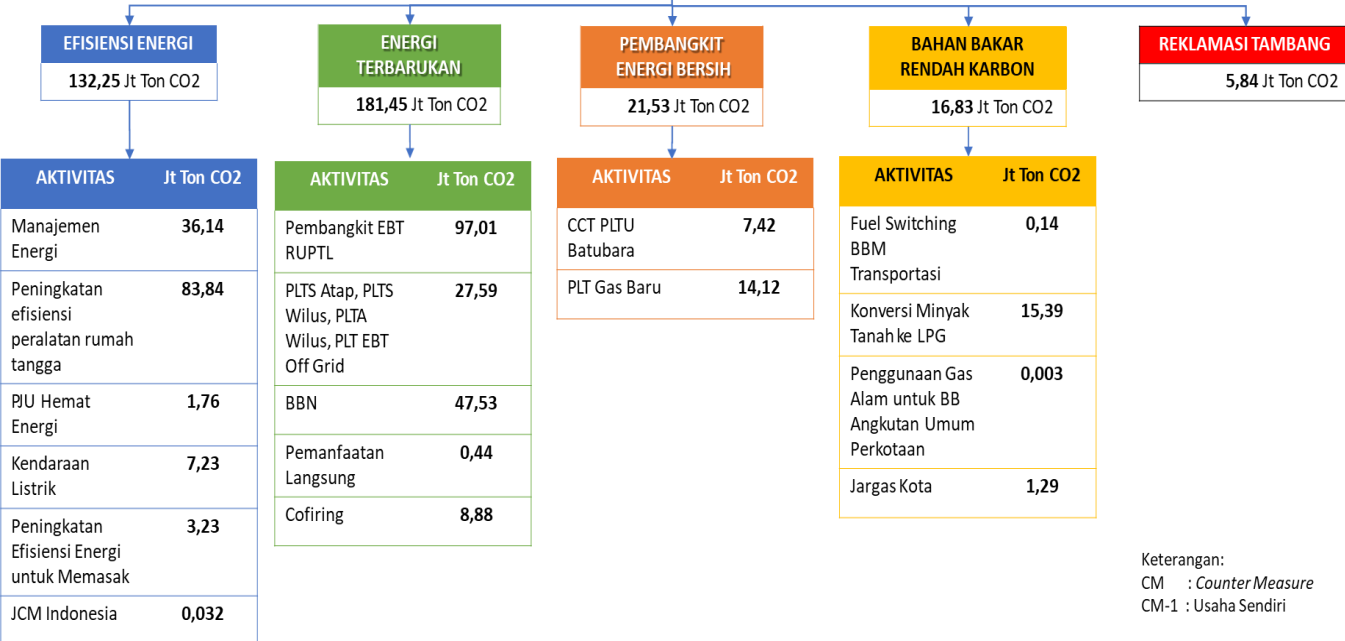 EFISIENSI ENERGI
132,25 Jt Ton CO2
AKTIVITAS Jt Ton CO2
Manajemen 36,14
Energi
Peningkatan 83,84
efisiensi
peralatan rumah
tangga
PJU Hemat 1,76
Energi
Kendaraan 7,23
Listrik
Peningkatan 3,23
Efisiensi Energi
untuk Memasak
JCM Indonesia 0,032
ENERGI
TERBARUKAN
181,45 Jt Ton CO2
AKTIVITAS Jt Ton CO2
Pembangkit EBT 97,01
RUPTL
PLTS Atap, PLTS 27,59
Wilus, PLTA
Wilus, PLT EBT
Off Grid
BBN 47,53
Pemanfaatan 0,44
Langsung
Cofiring 8,88
PEMBANGKIT
ENERGI BERSIH
21,53 Jt Ton CO2
AKTIVITAS Jt Ton CO2
CCT PLTU 7,42
Batubara
PLT Gas Baru 14,12
BAHAN BAKAR
RENDAH KARBON
16,83 Jt Ton CO2
AKTIVITAS Jt Ton CO2
Fuel Switching 0,14
BBM
Transportasi
Konversi Minyak 15,39
Tanah ke LPG
Penggunaan Gas 0,003
Alam untuk BB
Angkutan Umum
Perkotaan
Jargas Kota 1,29
REKLAMASI TAMBANG
5,84 Jt Ton CO2
Keterangan:
CM : Counter Measure
CM-1 : Usaha Sendiri